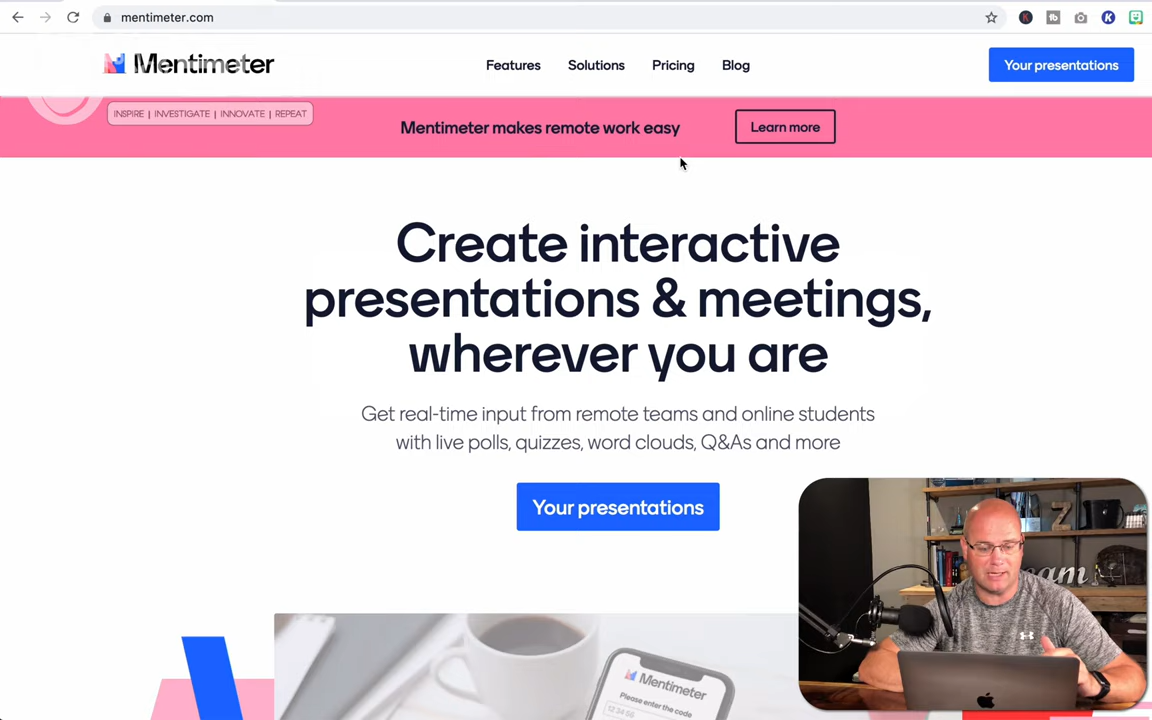 mentimeter.com
Mentimeter
Features
Solutions
Pricing
Blog
Your presentations
INSPIRE | INVESTIGATE | INNOVATE | REPEAT
Mentimeter makes remote work easy
Learn more
Create interactive
presentations & meetings,
wherever you are
Get real-time input from remote teams and online students
with live polls, quizzes, word clouds, Q&As and more
Your presentations
Mentimeter
Please enter the code
Z